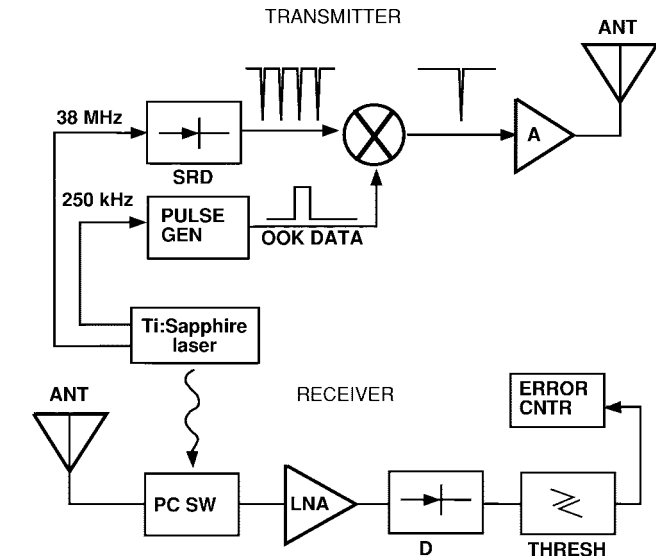 TRANSMITTER
ANT
38 MHz
A
SRD
250 kHz
PULSE
GEN
OOK DATA
Ti:Sapphire
laser
RECEIVER
ANT
ERROR
CNTR
PC SW
LNA
D
THRESH